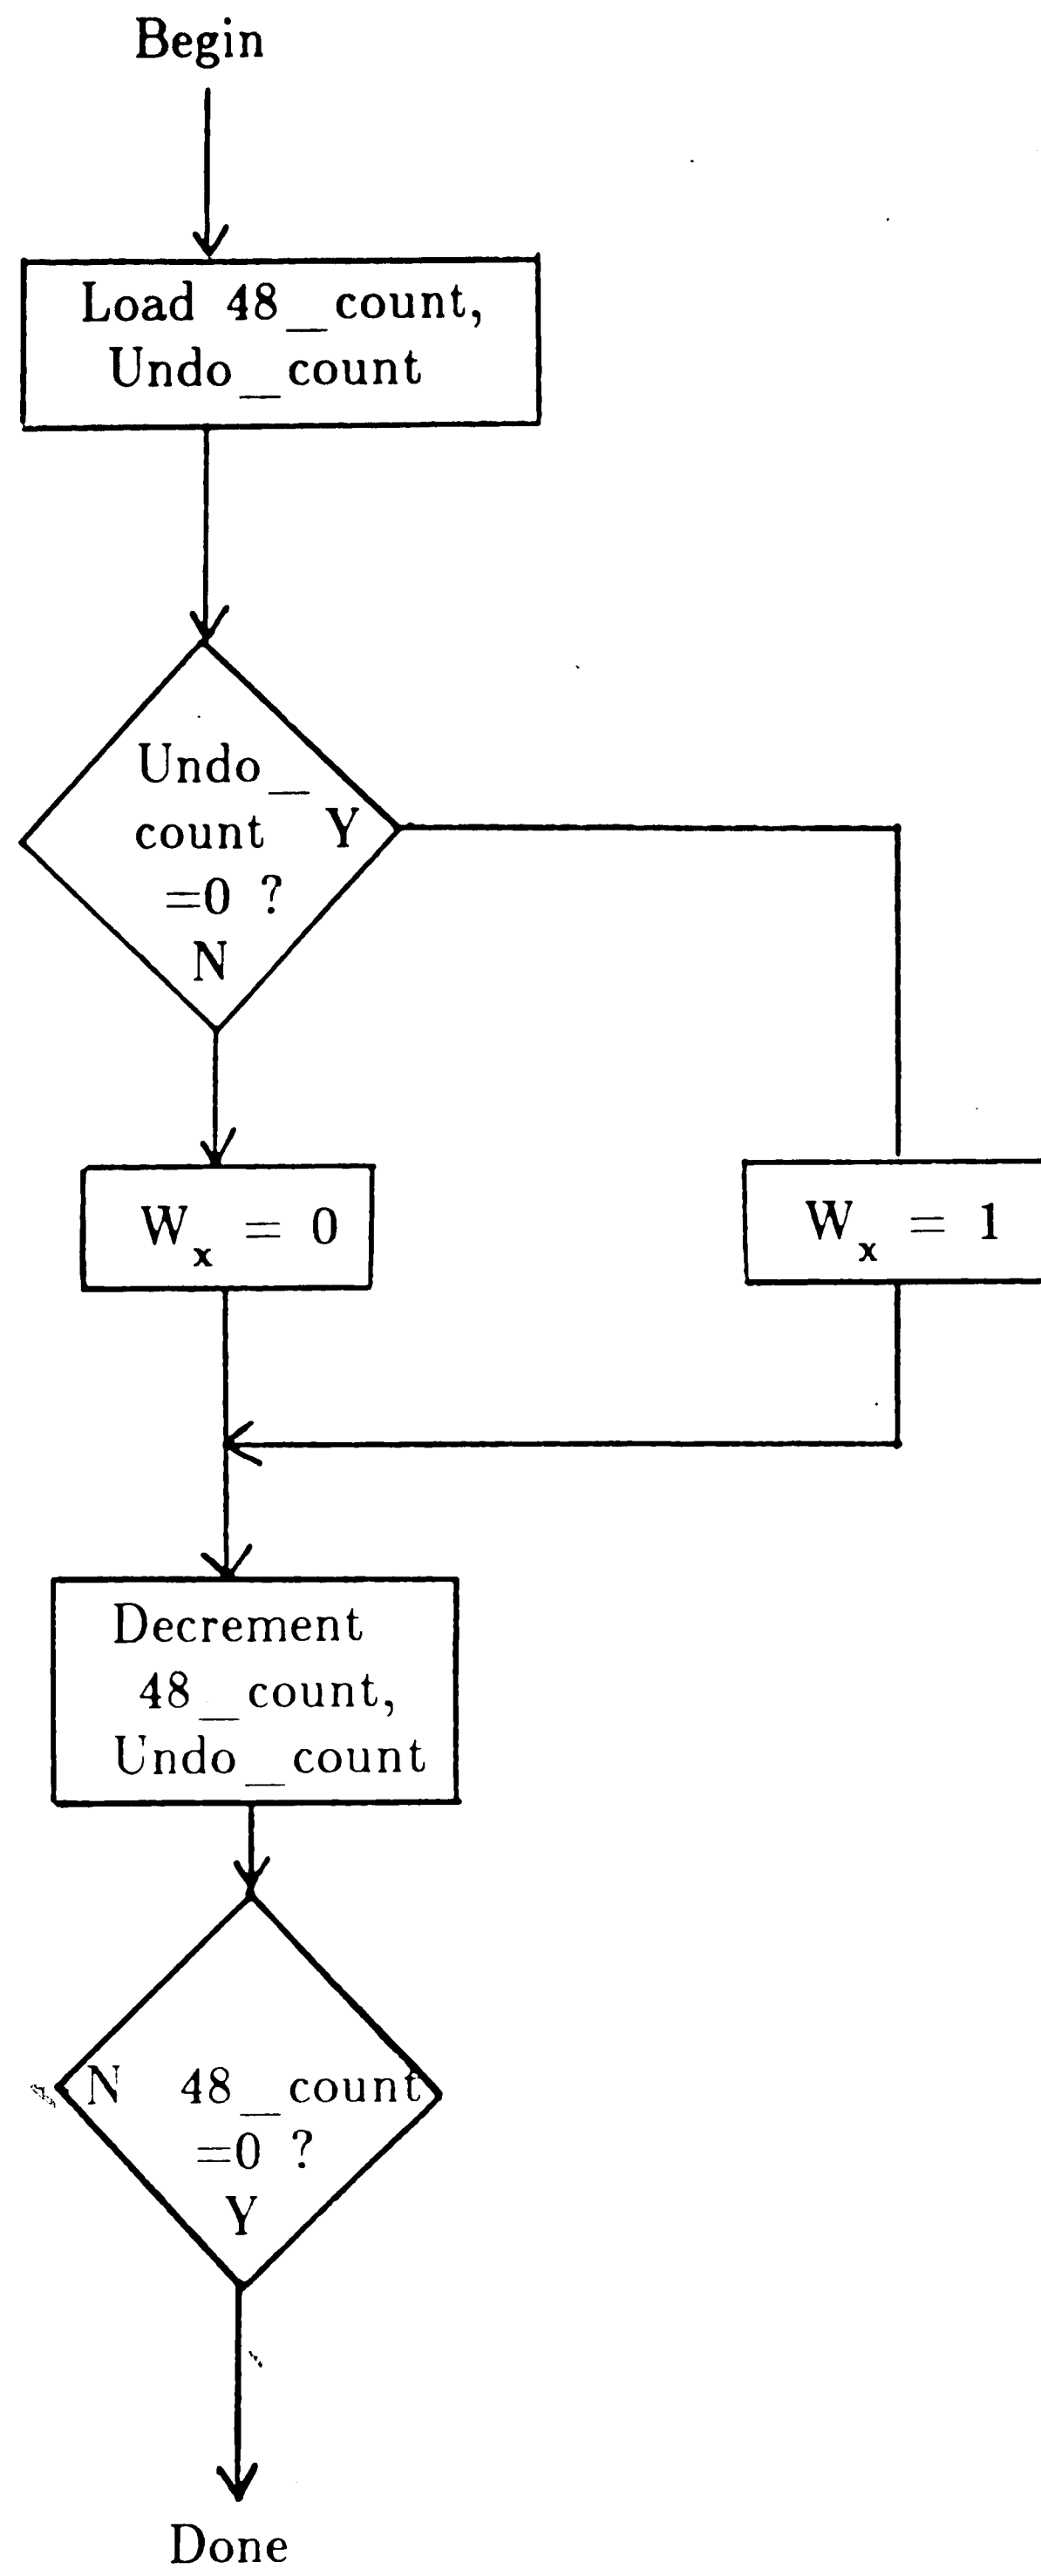 Begin
Load 48_count,
Undo_count
Undo_
count Y
=0 ?
N
W_x = 0
W_x = 1
Decrement
48_count,
Undo_count
N 48_count
=0 ?
Y
Done